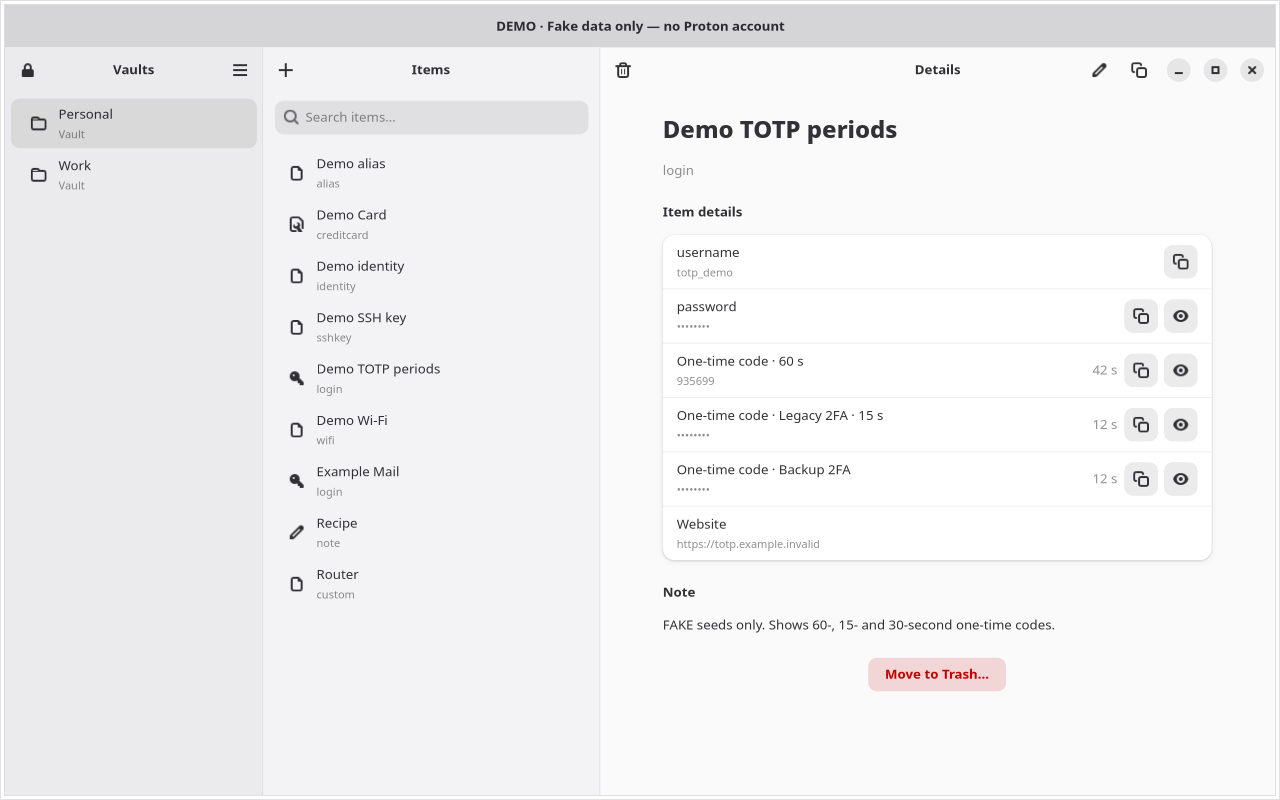 DEMO · Fake data only — no Proton account
Vaults
Items
Details
Personal
Vault
Work
Vault
Search items...
Demo alias
alias
Demo Card
creditcard
Demo identity
identity
Demo SSH key
sshkey
Demo TOTP periods
login
Demo Wi-Fi
wifi
Example Mail
login
Recipe
note
Router
custom
Demo TOTP periods
login
Item details
username
totp_demo
password
••••••••
One-time code · 60 s
935699
42 s
One-time code · Legacy 2FA · 15 s
••••••••
12 s
One-time code · Backup 2FA
••••••••
12 s
Website
https://totp.example.invalid
Note
FAKE seeds only. Shows 60-, 15- and 30-second one-time codes.
Move to Trash...